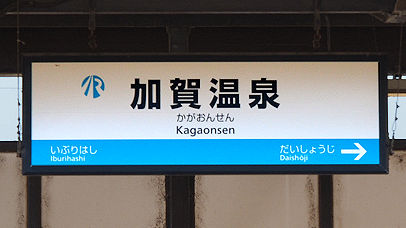 加賀温泉
かがおんせん
Kagaonsen
いぶりはし だいしょうじ
Iburihashi Daishōji